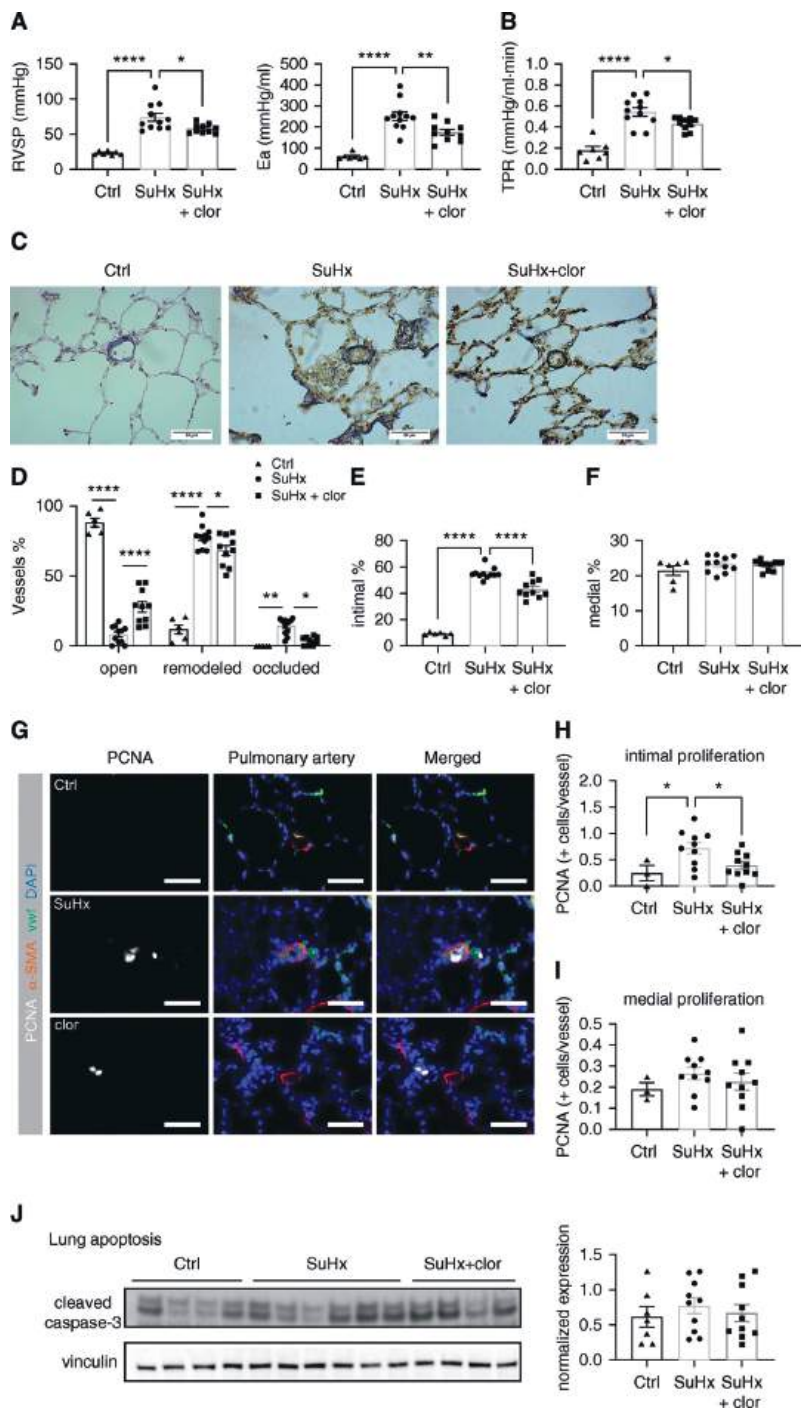 A
RVSP (mmHg)
150
100
50
0
**** *
Ctrl SuHx SuHx
+ clor
Ea (mmHg/ml)
500
400
300
200
100
0
**** **
Ctrl SuHx SuHx
+ clor
B
TPR (mmHg/ml-min)
1.0
0.8
0.6
0.4
0.2
0.0
**** *
Ctrl SuHx SuHx
+ clor
C
Ctrl SuHx SuHx+clor
D
Ctrl
SuHx
SuHx + clor
Vessels %
100
50
0
**** **** **** * ** *
open remodeled occluded
E
intimal %
80
60
40
20
0
**** ****
Ctrl SuHx SuHx
+ clor
F
medial %
40
30
20
10
0
Ctrl SuHx SuHx
+ clor
G
PCNA Pulmonary artery Merged
PCNA α-SMA vwf DAPI
Ctrl
SuHx
clor
H
intimal proliferation
PCNA (+ cells/vessel)
2.0
1.5
1.0
0.5
0.0
* *
Ctrl SuHx SuHx
+ clor
I
medial proliferation
PCNA (+ cells/vessel)
0.5
0.4
0.3
0.2
0.1
0.0
Ctrl SuHx SuHx
+ clor
J
Lung apoptosis
Ctrl SuHx SuHx+clor
cleaved
caspase-3
vinculin
normalized expression
1.5
1.0
0.5
0.0
Ctrl SuHx SuHx
+ clor